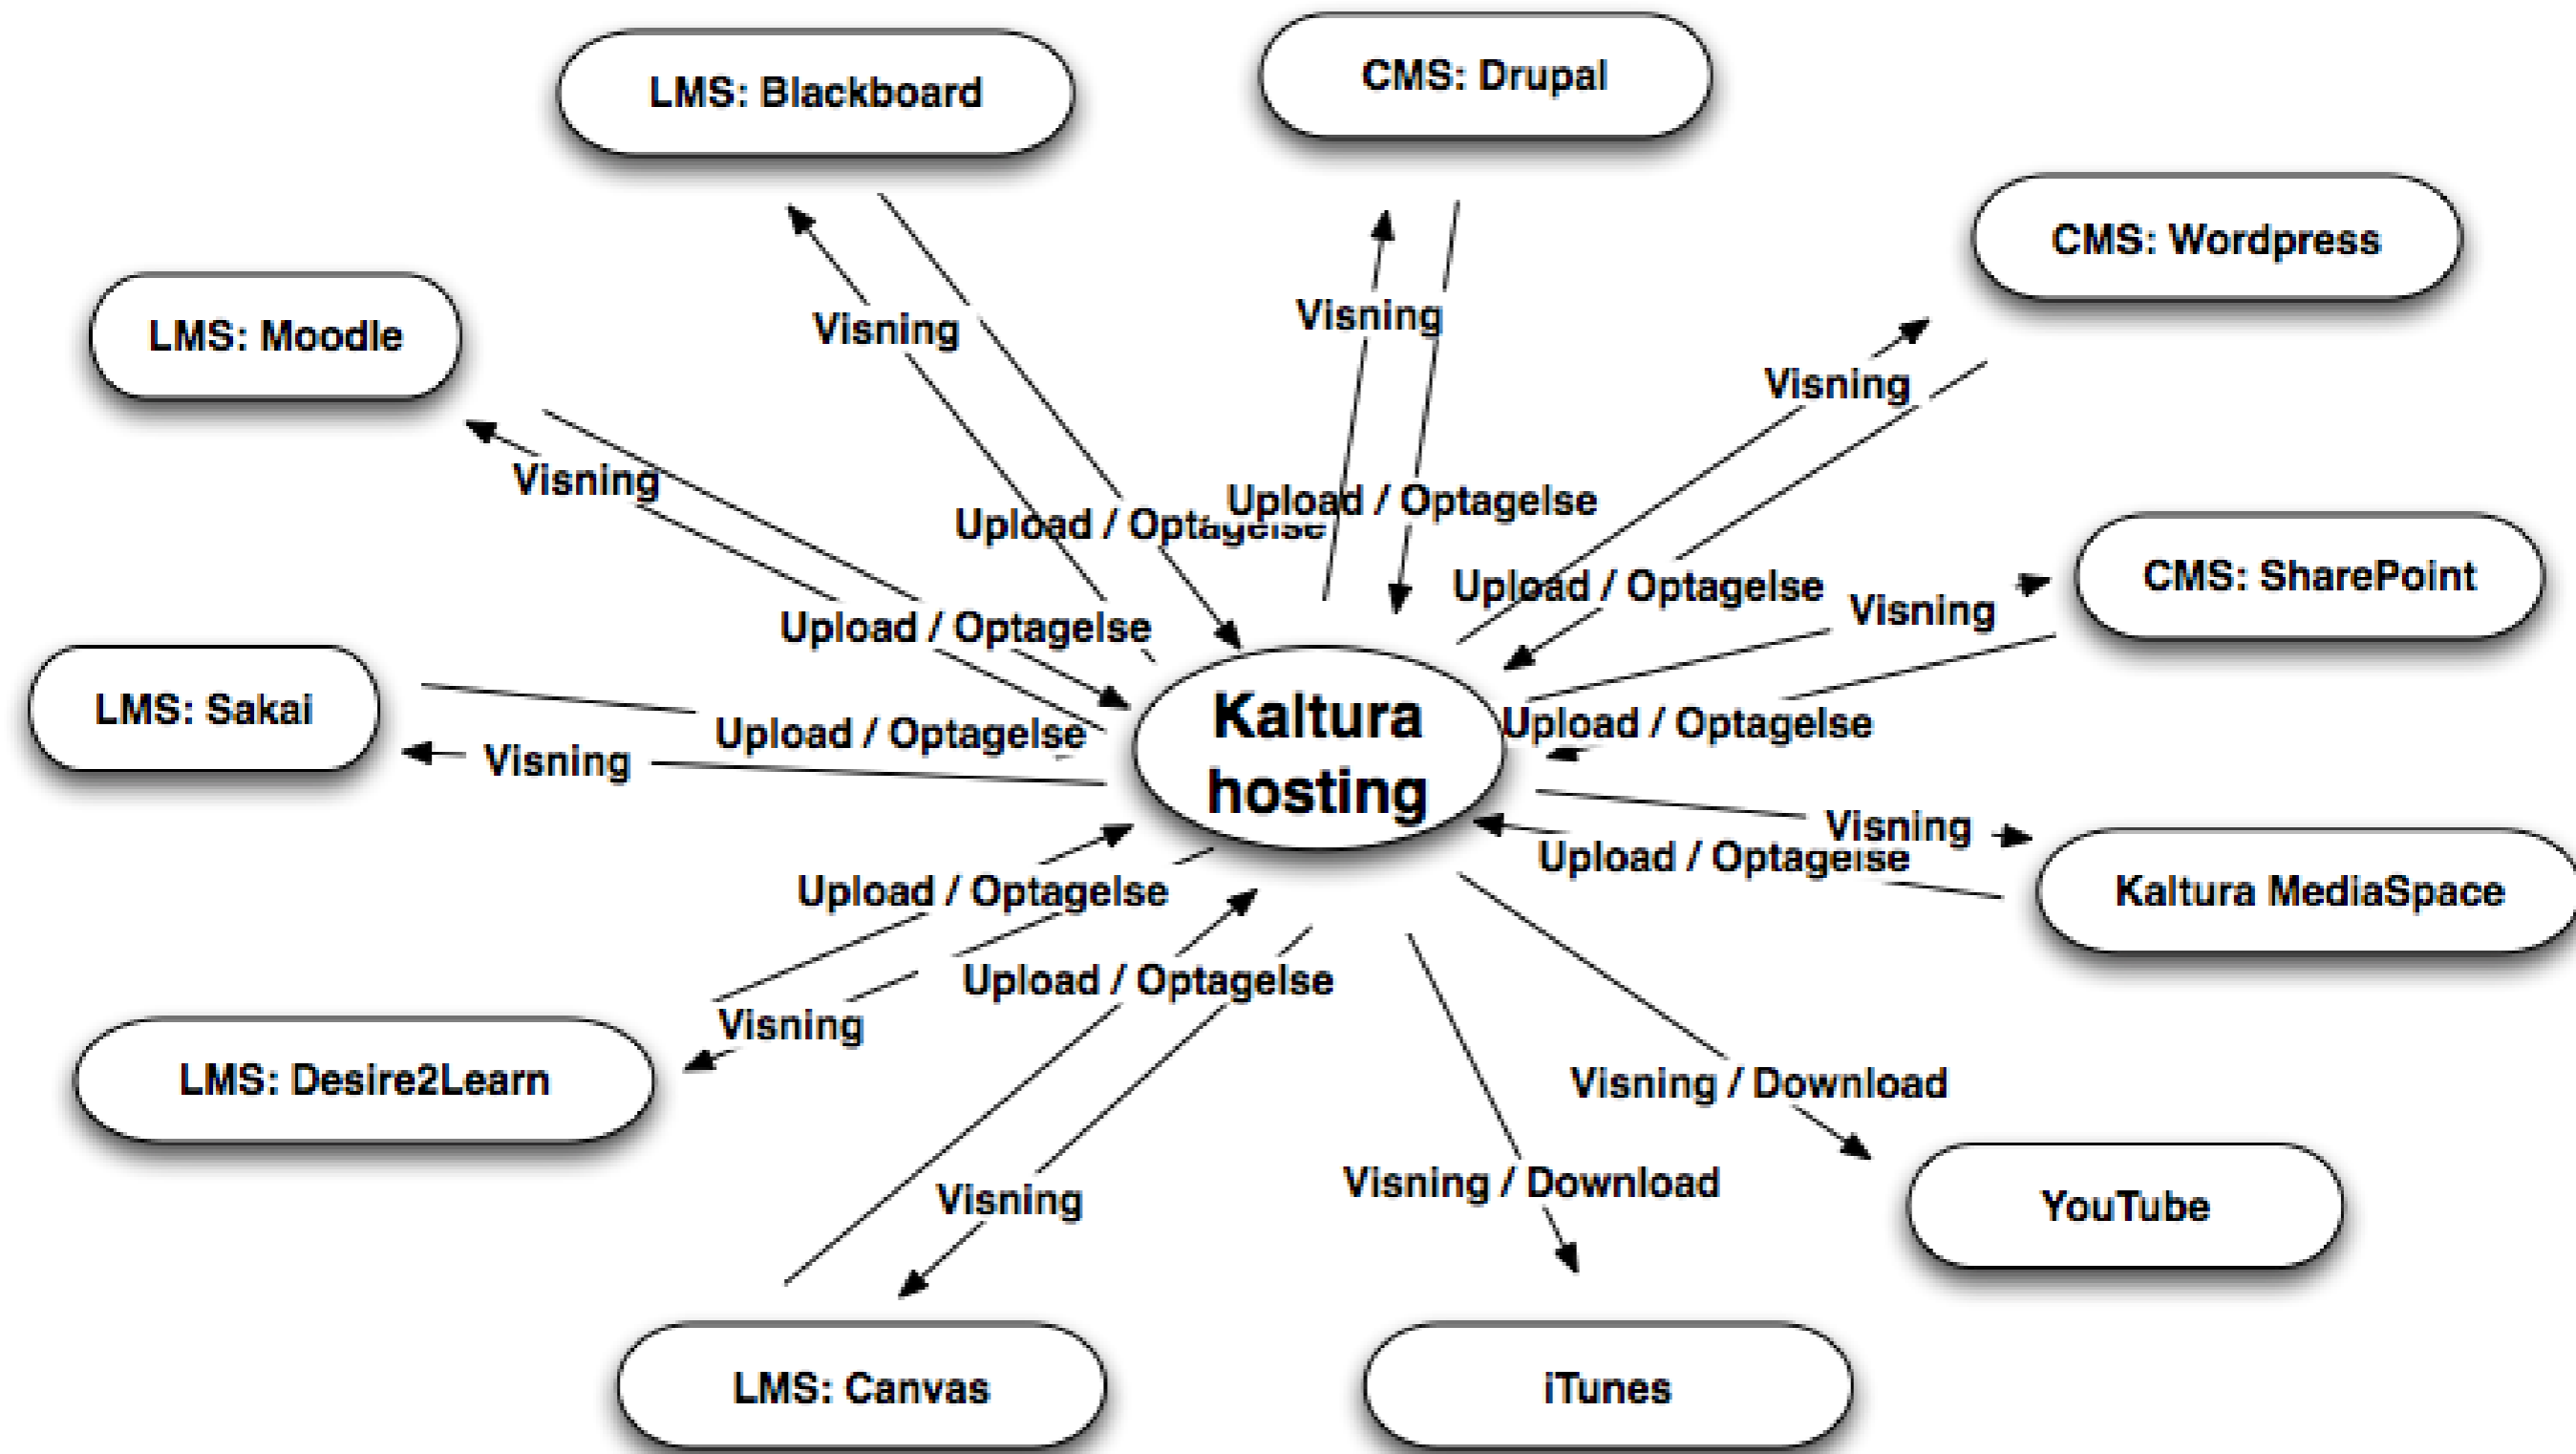 CMS: Drupal
LMS: Blackboard
CMS: Wordpress
Visning
Visning
LMS: Moodle
Visning
Visning
Upload / Optagelse
Upload / Optagelse
CMS: SharePoint
Upload / Optagelse
Visning
Upload / Optagelse
LMS: Sakai
Kaltura
hosting
Upload / Optagelse
Upload / Optagelse
Visning
Visning
Upload / Optagelse
Kaltura MediaSpace
Upload / Optagelse
Upload / Optagelse
Visning
LMS: Desire2Learn
Visning / Download
Visning / Download
Visning
YouTube
LMS: Canvas
iTunes